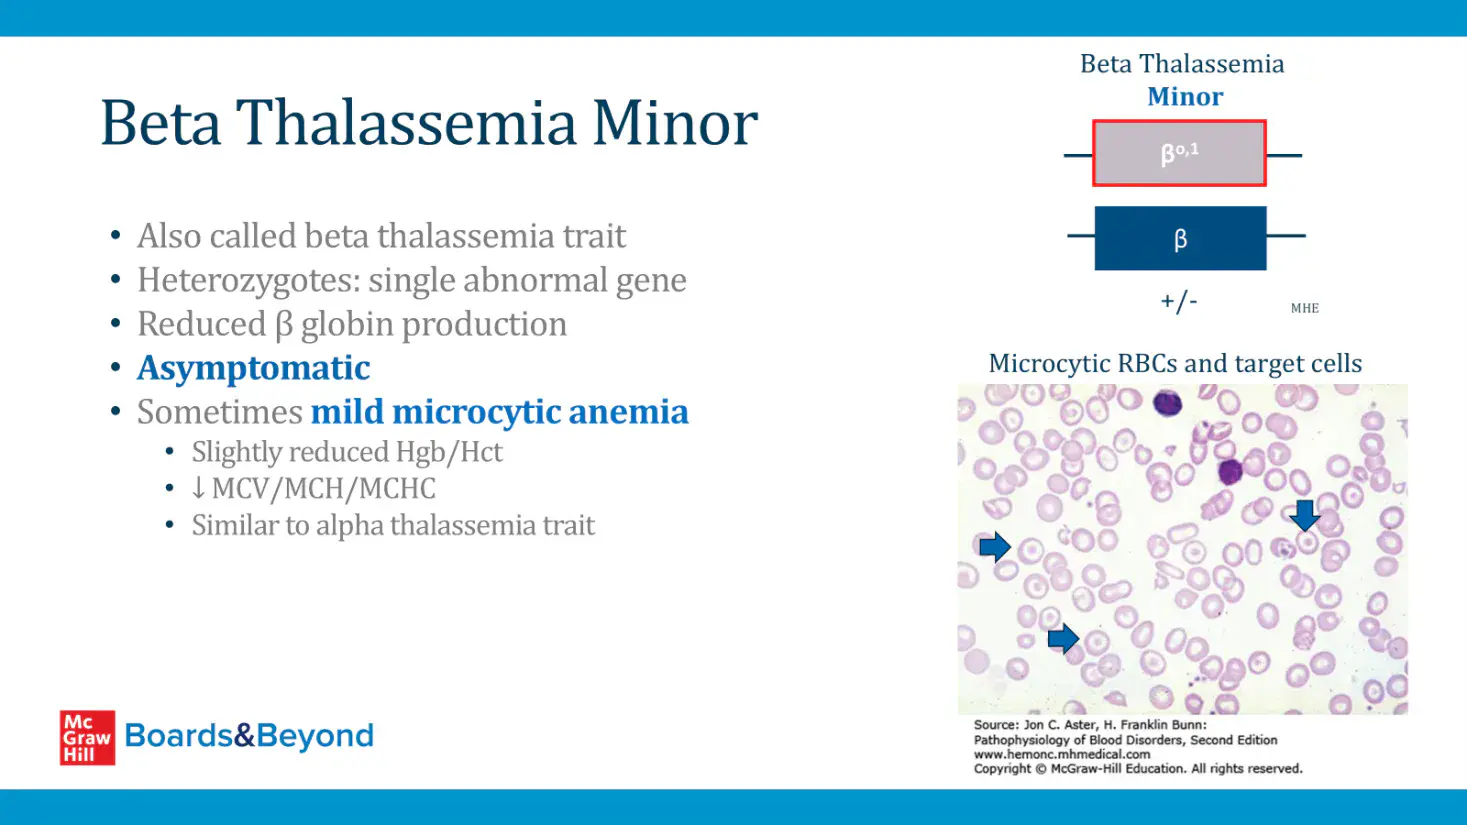 Beta Thalassemia Minor
• Also called beta thalassemia trait
• Heterozygotes: single abnormal gene
• Reduced β globin production
• Asymptomatic
• Sometimes mild microcytic anemia
• Slightly reduced Hgb/Hct
• ↓ MCV/MCH/MCHC
• Similar to alpha thalassemia trait
Mc
Graw
Hill
Boards&Beyond
Beta Thalassemia
Minor
β⁰,¹
β
+/-
MHE
Microcytic RBCs and target cells
Source: Jon C. Aster, H. Franklin Bunn:
Pathophysiology of Blood Disorders, Second Edition
www.hemonc.mhmedical.com
Copyright © McGraw-Hill Education. All rights reserved.